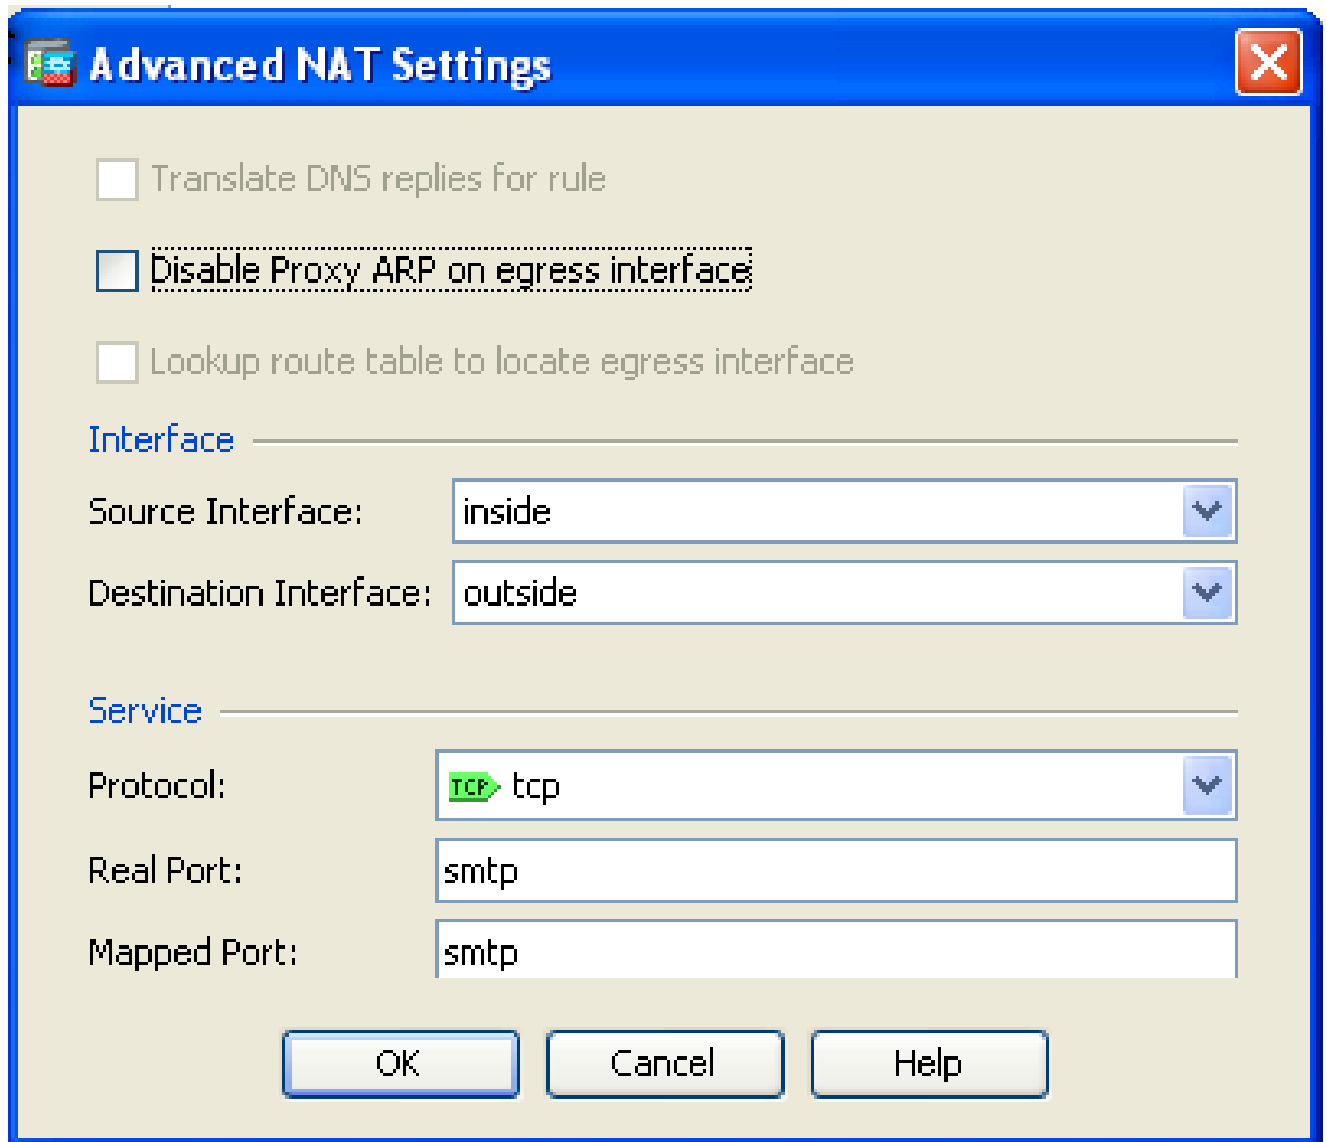 Advanced NAT Settings
Translate DNS replies for rule
Disable Proxy ARP on egress interface
Lookup route table to locate egress interface
Interface
Source Interface: inside
Destination Interface: outside
Service
Protocol: TCP tcp
Real Port: smtp
Mapped Port: smtp
OK Cancel Help